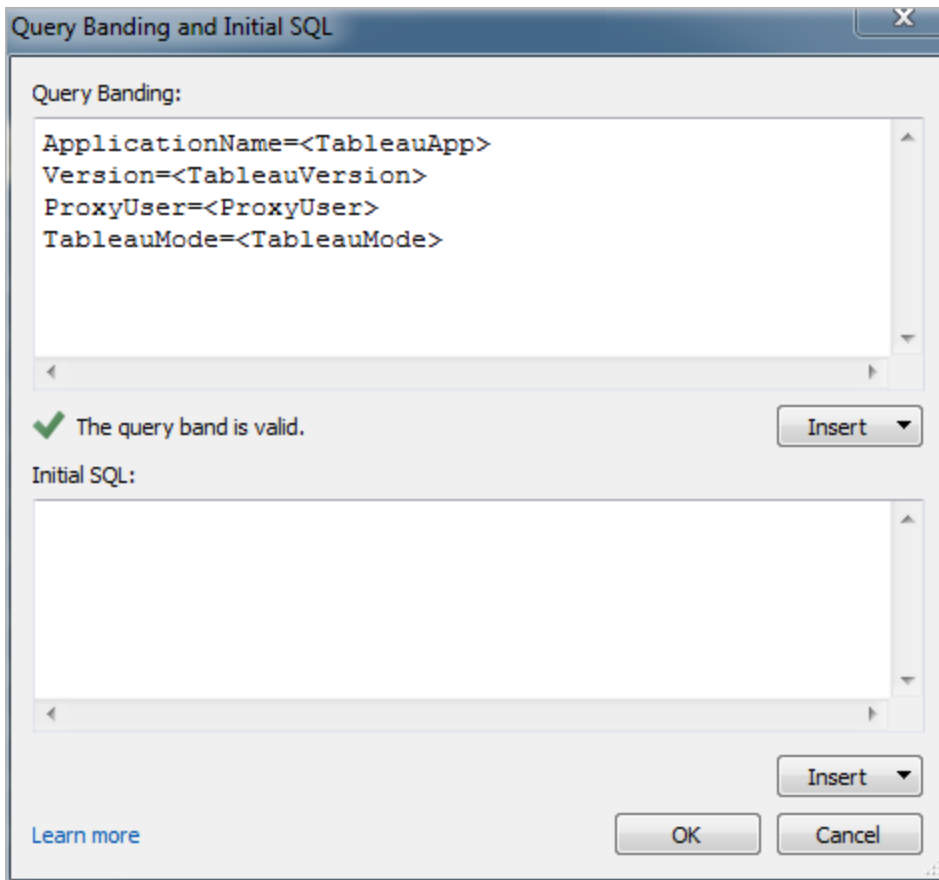 Query Banding and Initial SQL
Query Banding:
ApplicationName=<TableauApp>
Version=<TableauVersion>
ProxyUser=<ProxyUser>
TableauMode=<TableauMode>
The query band is valid.
Insert
Initial SQL:
Insert
Learn more
OK
Cancel